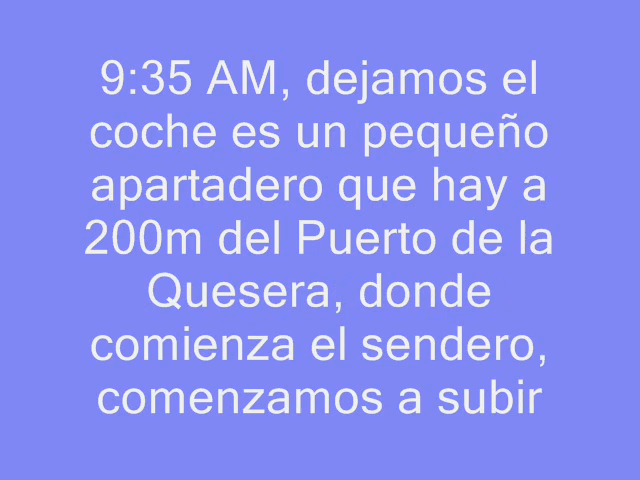 9:35 AM, dejamos el
coche es un pequeño
apartadero que hay a
200m del Puerto de la
Quesera, donde
comienza el sendero,
comenzamos a subir